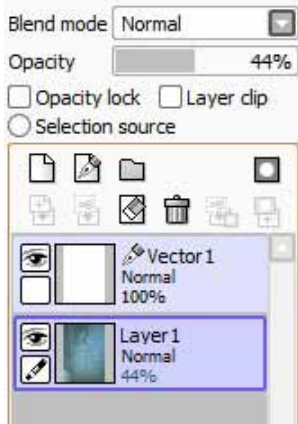 Blend mode Normal
Opacity 44%
Opacity lock Layer clip
Selection source
Vector1
Normal
100%
Layer1
Normal
44%